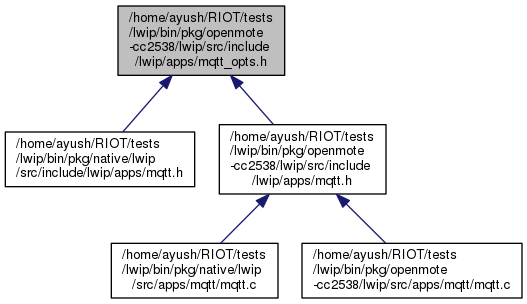 /home/ayush/RIOT/tests
/lwip/bin/pkg/openmote
-cc2538/lwip/src/include
/lwip/apps/mqtt_opts.h
/home/ayush/RIOT/tests
/lwip/bin/pkg/native/lwip
/src/include/lwip/apps/mqtt.h
/home/ayush/RIOT/tests
/lwip/bin/pkg/openmote
-cc2538/lwip/src/include
/lwip/apps/mqtt.h
/home/ayush/RIOT/tests
/lwip/bin/pkg/native/lwip
/src/apps/mqtt/mqtt.c
/home/ayush/RIOT/tests
/lwip/bin/pkg/openmote
-cc2538/lwip/src/apps/mqtt/mqtt.c